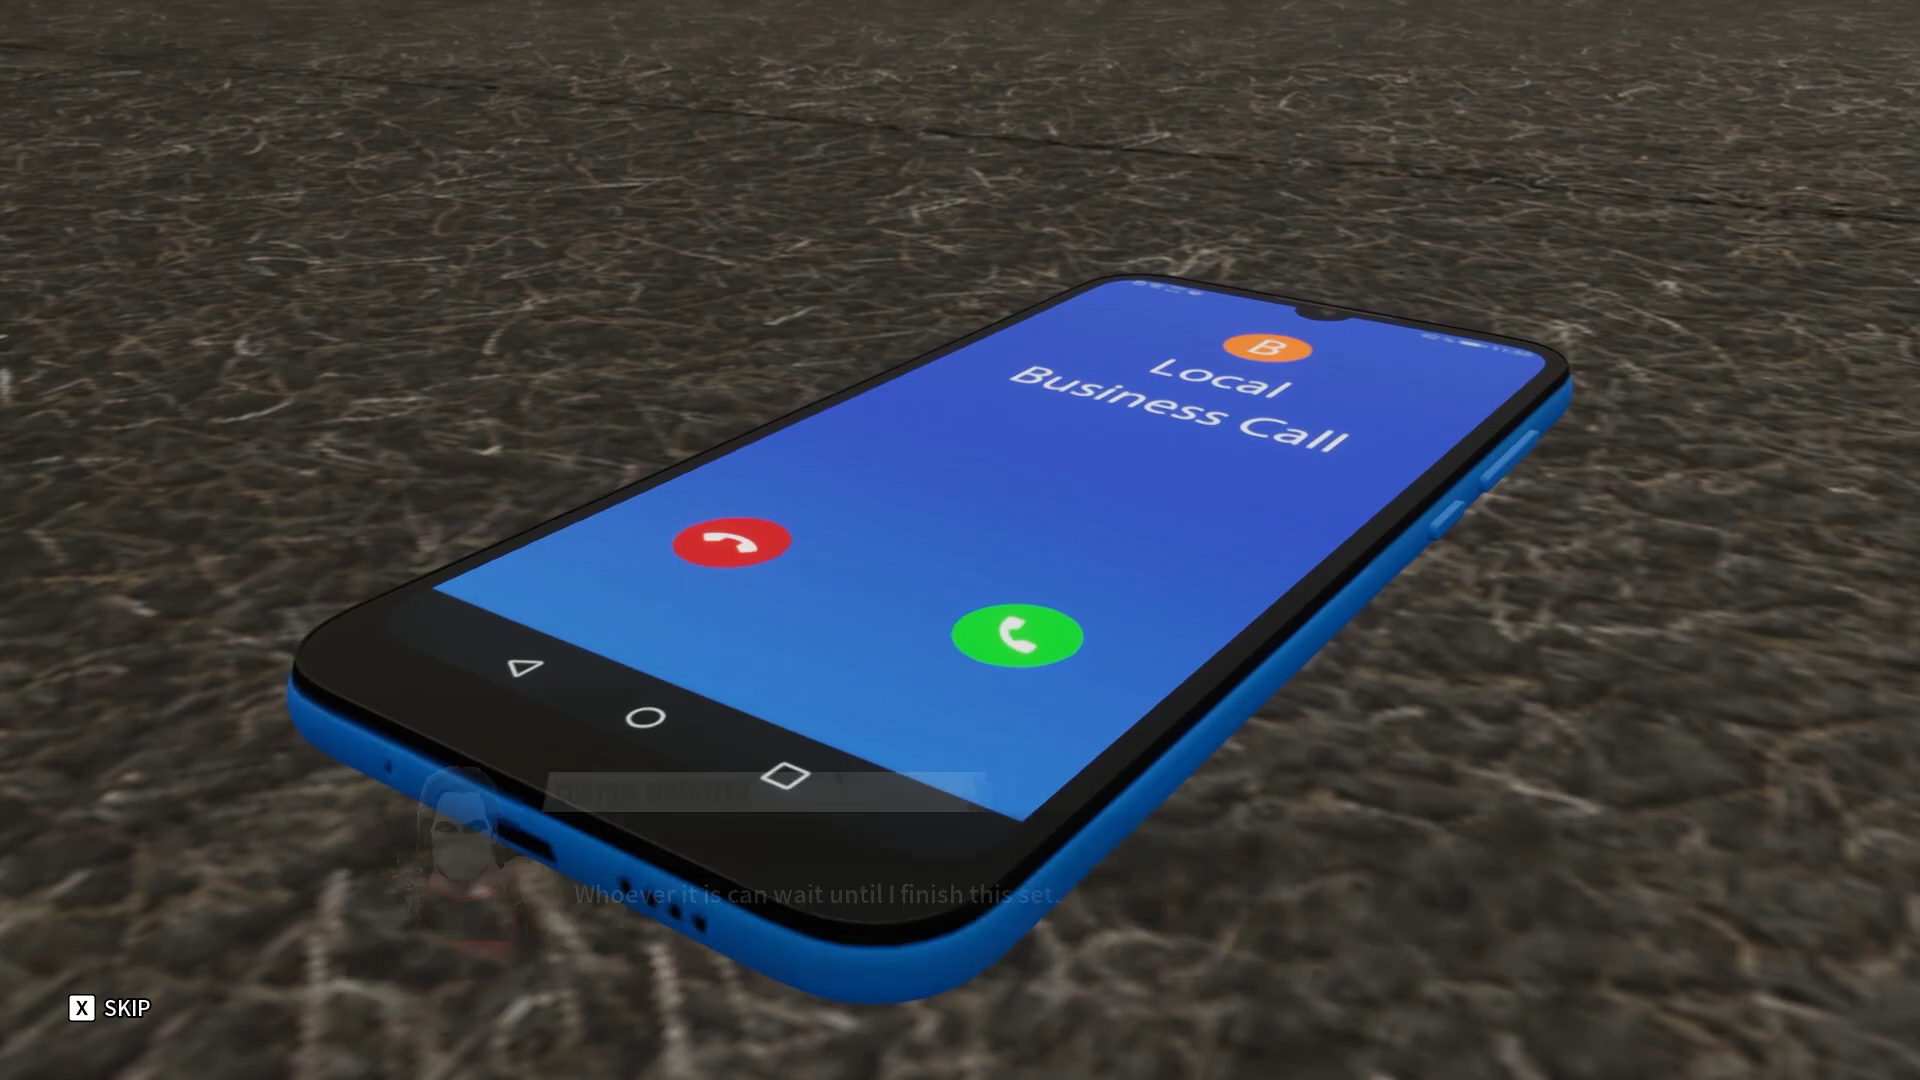 B
Local
Business Call
Whoever it is can wait until I finish this set.
X SKIP